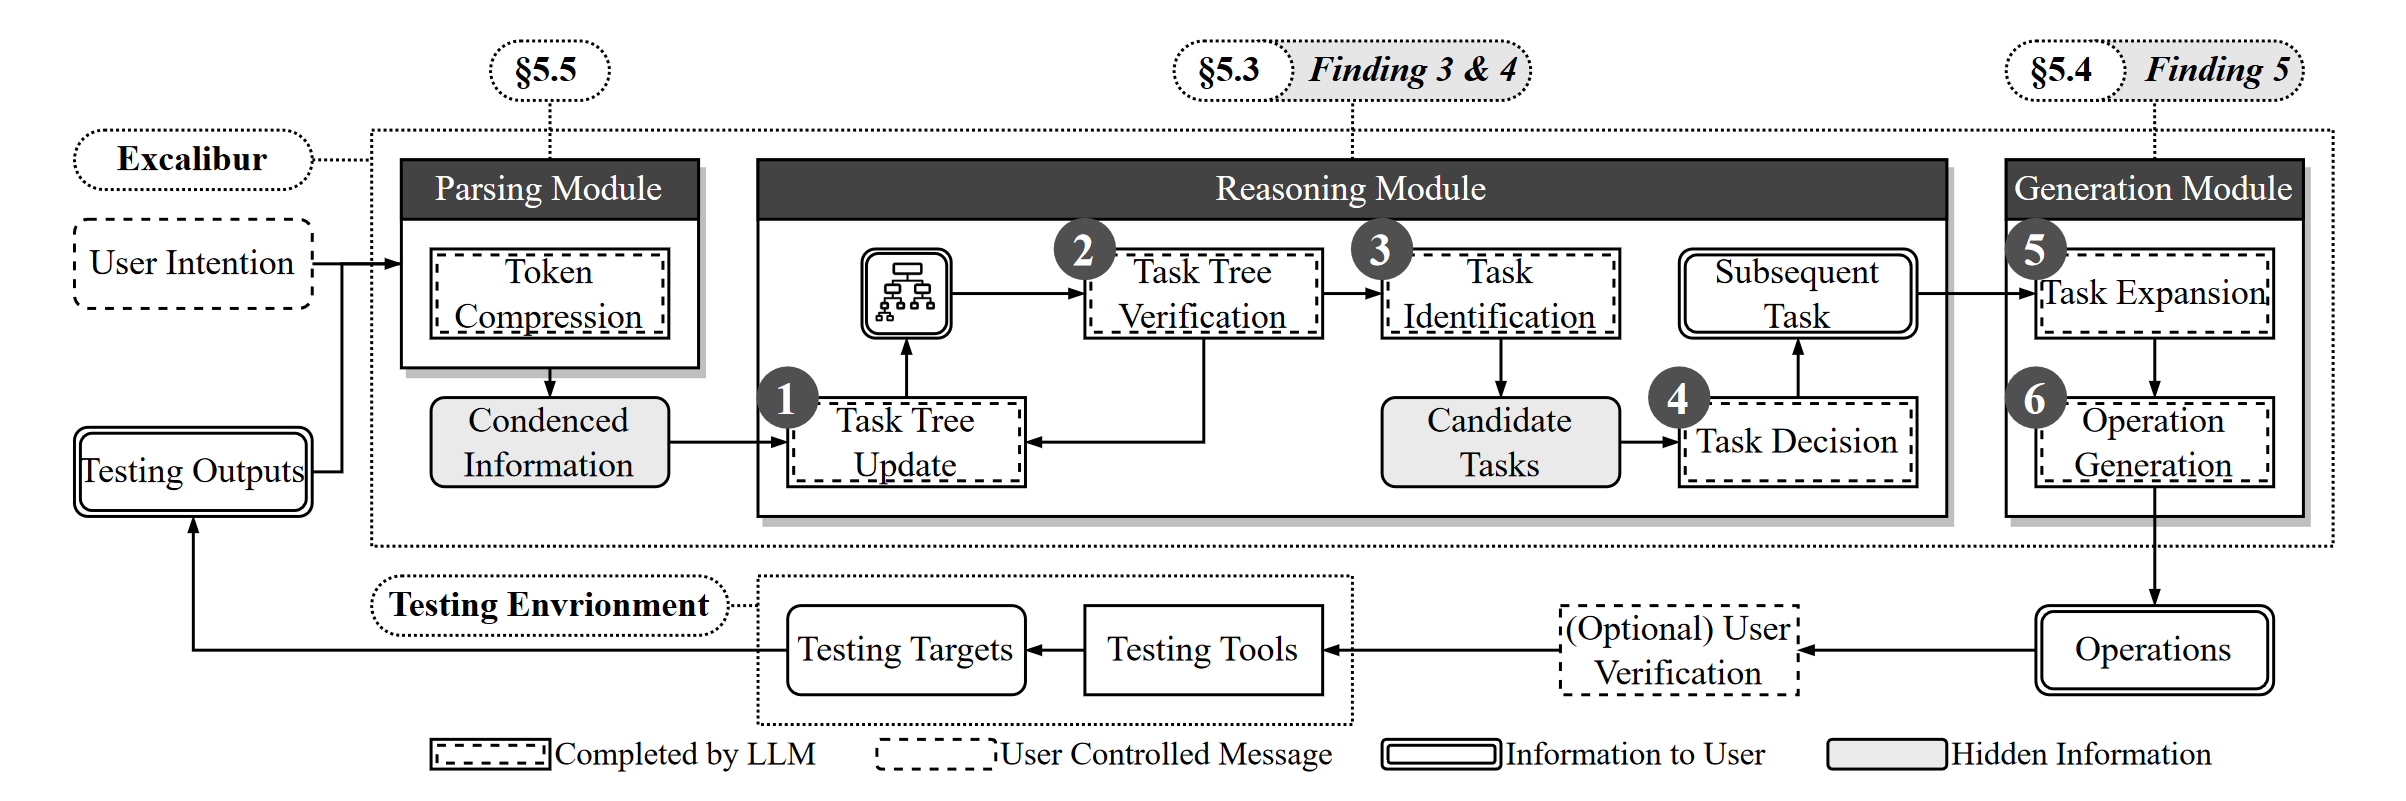 §5.5
§5.3 Finding 3 & 4
§5.4 Finding 5
Excalibur
Parsing Module
Reasoning Module
Generation Module
User Intention
Token
Compression
2
Task Tree
Verification
3
Task
Identification
Subsequent
Task
5
Task Expansion
Testing Outputs
Condensed
Information
1
Task Tree
Update
Candidate
Tasks
4
Task Decision
6
Operation
Generation
Testing Envrionment
Testing Targets
Testing Tools
(Optional) User
Verification
Operations
Completed by LLM
User Controlled Message
Information to User
Hidden Information